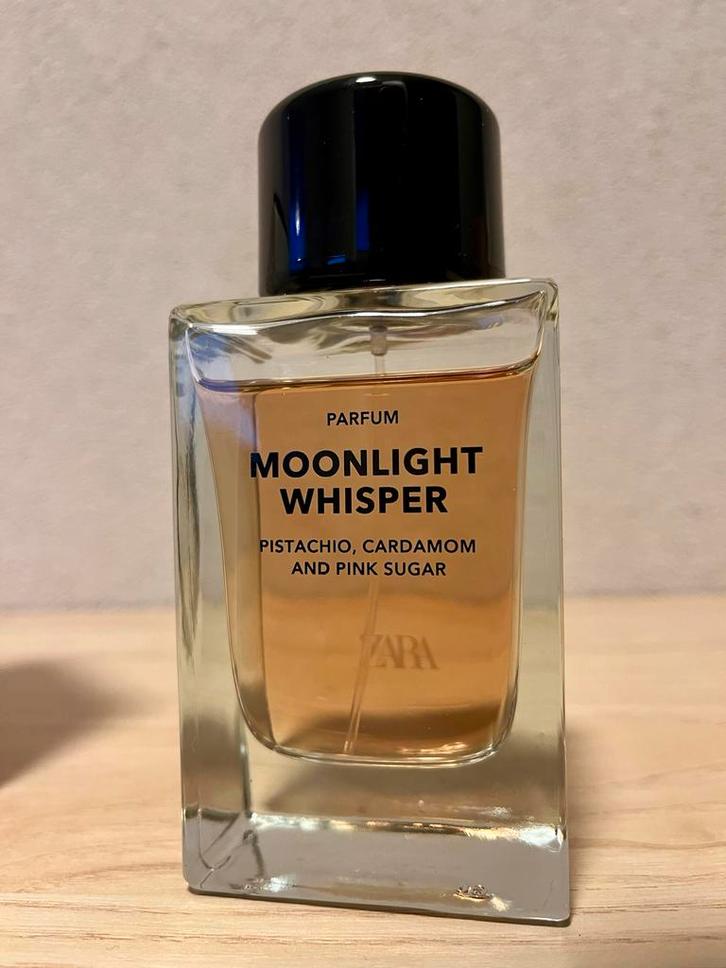 PARFUM
MOONLIGHT
WHISPER
PISTACHIO, CARDAMOM
AND PINK SUGAR
ZARA